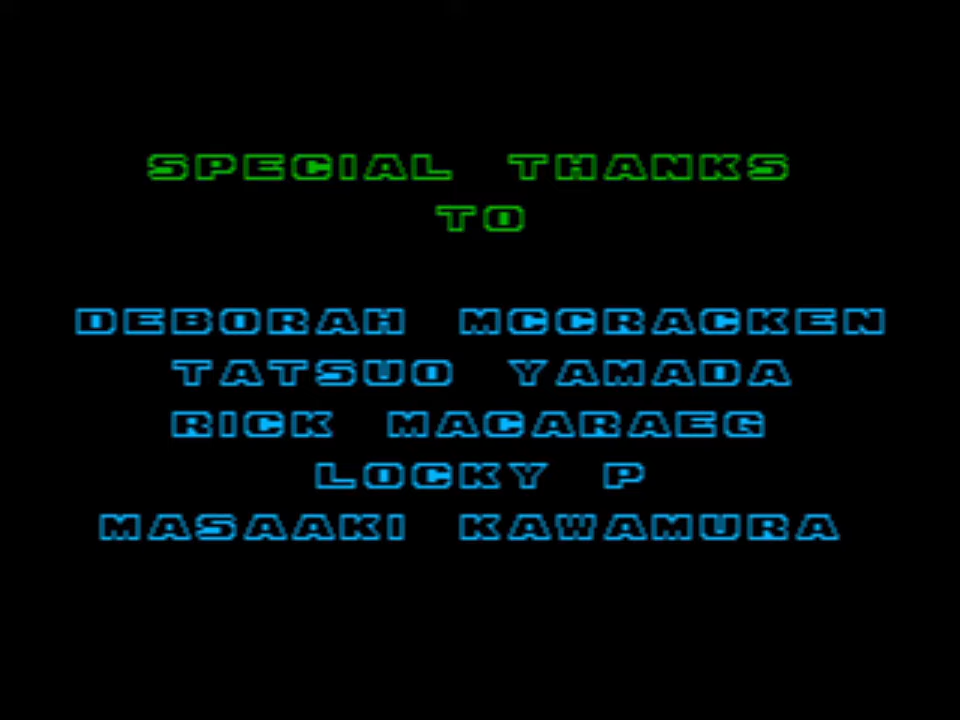 SPECIAL THANKS
TO
DEBORAH MCCRACKEN
TATSUO YAMADA
RICK MACARAEG
LOCKY P
MASAAKI KAWAMURA